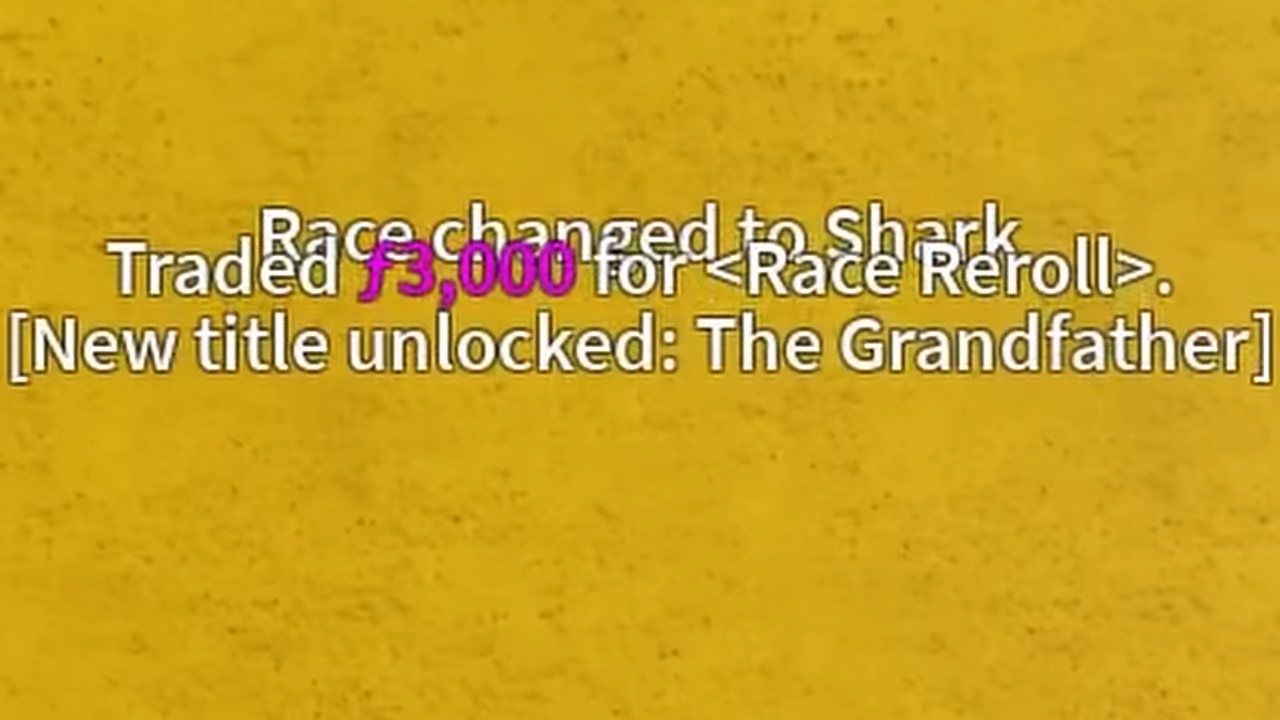 Race changed to Shark
Traded ƒ3,000 for <Race Reroll>.
[New title unlocked: The Grandfather]